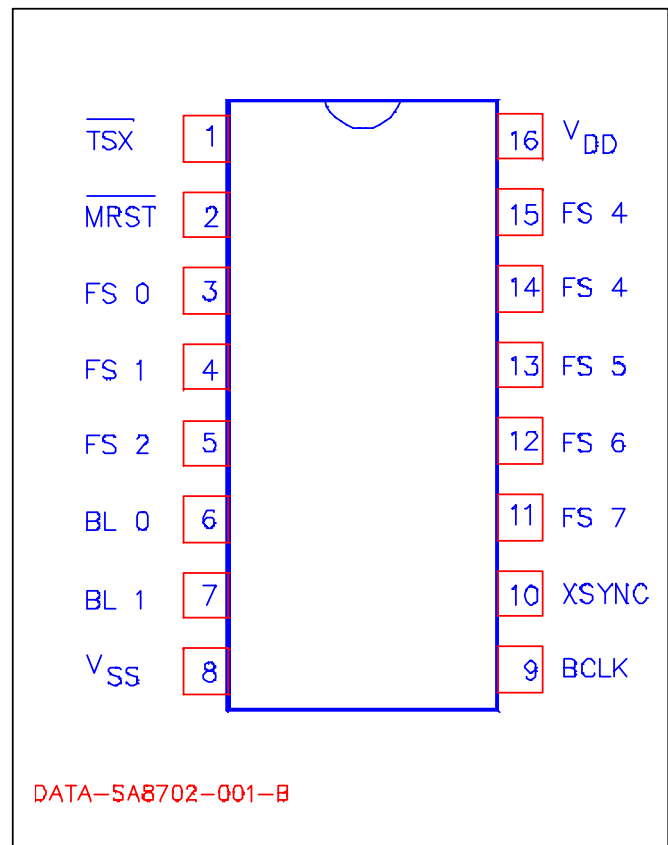 TSX 1 16 VDD
MRST 2 15 FS 4
FS 0 3 14 FS 4
FS 1 4 13 FS 5
FS 2 5 12 FS 6
BL 0 6 11 FS 7
BL 1 7 10 XSYNC
VSS 8 9 BCLK
DATA-SA8702-001-B